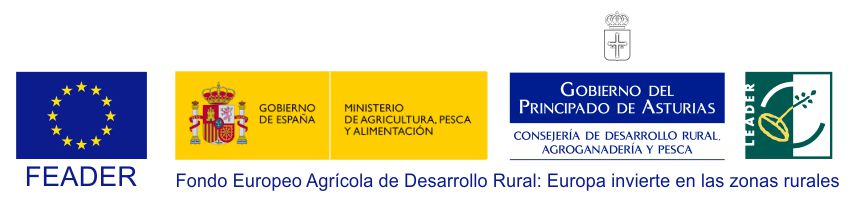 FEADER
GOBIERNO
DE ESPAÑA
MINISTERIO
DE AGRICULTURA, PESCA
Y ALIMENTACIÓN
GOBIERNO DEL
PRINCIPADO DE ASTURIAS
CONSEJERÍA DE DESARROLLO RURAL,
AGROGANADERÍA Y PESCA
LEADER
Fondo Europeo Agrícola de Desarrollo Rural: Europa invierte en las zonas rurales